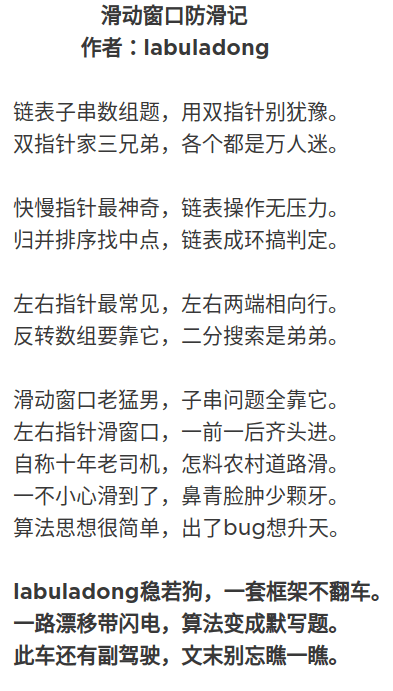 滑动窗口防滑记
作者：labuladong
链表子串数组题，用双指针别犹豫。
双指针家三兄弟，各个都是万人迷。
快慢指针最神奇，链表操作无压力。
归并排序找中点，链表成环搞判定。
左右指针最常见，左右两端相向行。
反转数组要靠它，二分搜索是弟弟。
滑动窗口老猛男，子串问题全靠它。
左右指针滑窗口，一前一后齐头进。
自称十年老司机，怎料农村道路滑。
一不小心滑到了，鼻青脸肿少颗牙。
算法思想很简单，出了bug想升天。
labuladong稳若狗，一套框架不翻车。
一路漂移带闪电，算法变成默写题。
此车还有副驾驶，文末别忘瞧一瞧。